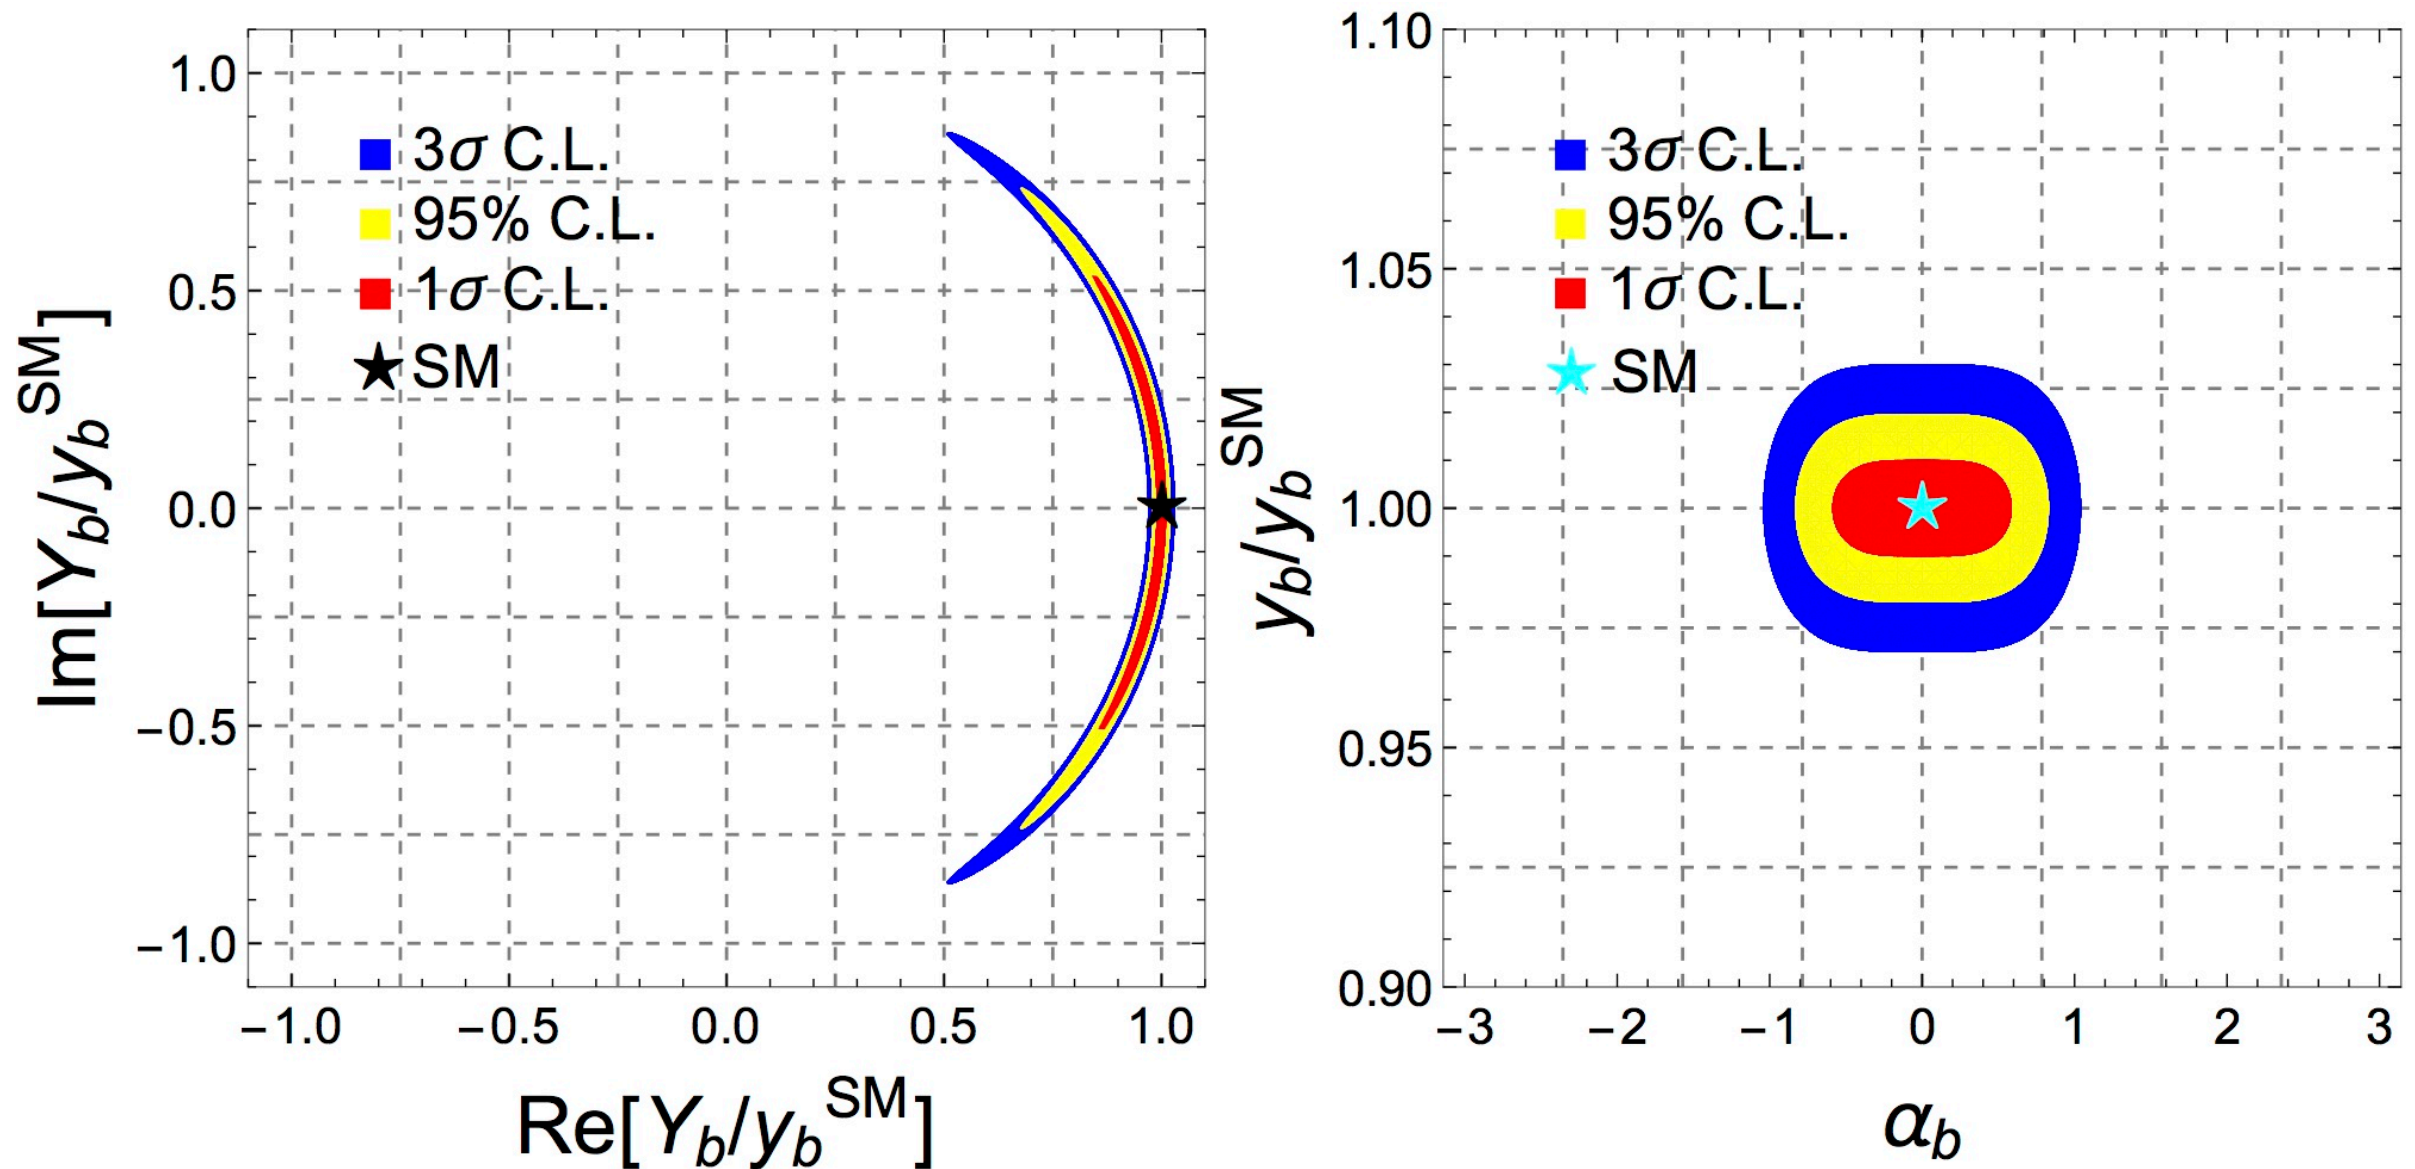 1.0
0.5
0.0
−0.5
−1.0
Im[Y_b/y_b^SM]
3σ C.L.
95% C.L.
1σ C.L.
SM
−1.0 −0.5 0.0 0.5 1.0
Re[Y_b/y_b^SM]
1.10
1.05
1.00
0.95
0.90
y_b/y_b^SM
3σ C.L.
95% C.L.
1σ C.L.
SM
−3 −2 −1 0 1 2 3
α_b